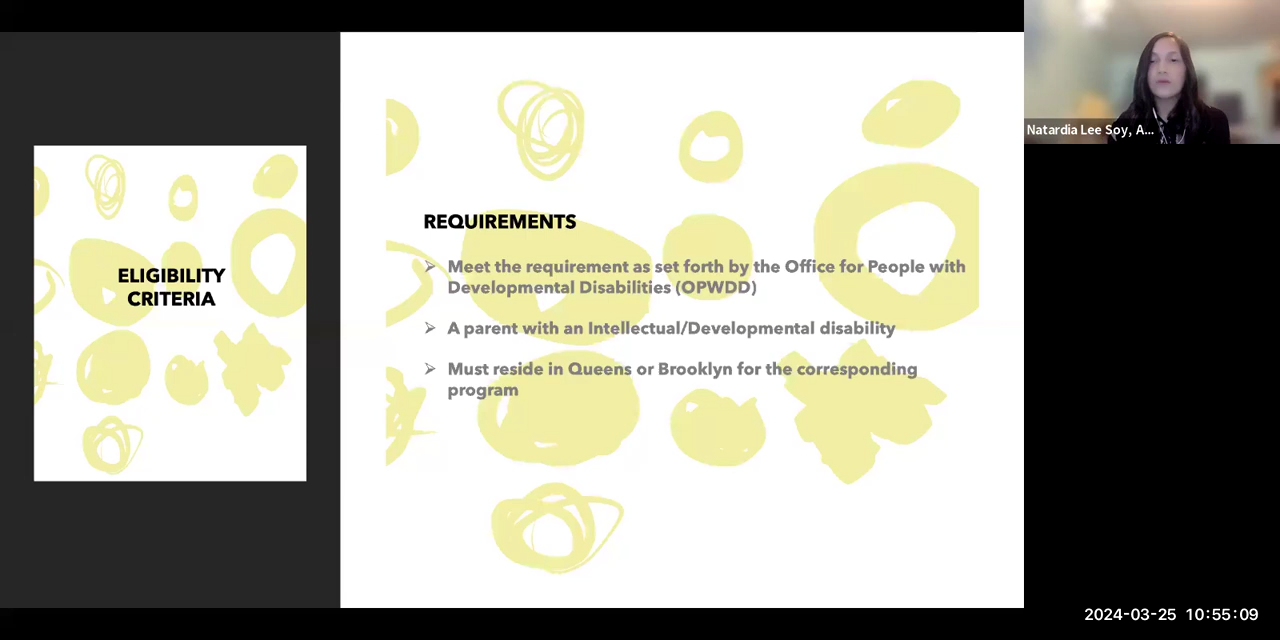 ELIGIBILITY
CRITERIA
REQUIREMENTS
➢ Meet the requirement as set forth by the Office for People with
Developmental Disabilities (OPWDD)
➢ A parent with an Intellectual/Developmental disability
➢ Must reside in Queens or Brooklyn for the corresponding
program
Natardia Lee Soy, A...
2024-03-25 10:55:09